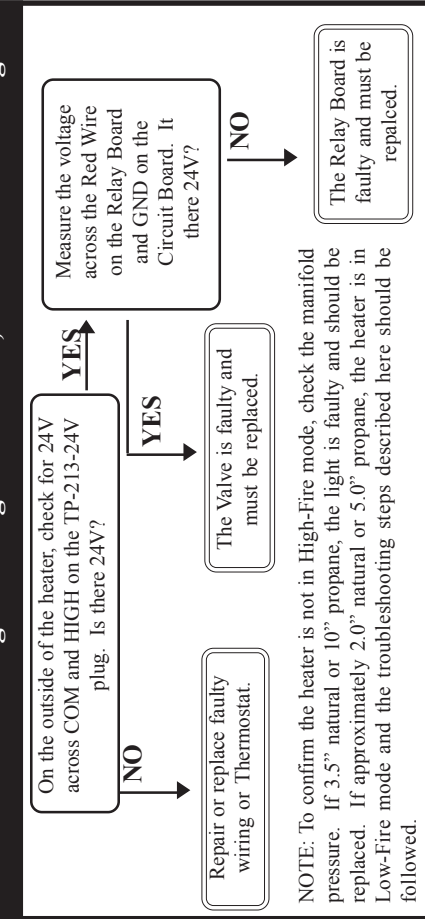 On the outside of the heater, check for 24V
across COM and HIGH on the TP-213-24V
plug. Is there 24V?
YES
Measure the voltage
across the Red Wire
on the Relay Board
and GND on the
Circuit Board. It
there 24V?
NO
YES
NO
Repair or replace faulty
wiring or Thermostat.
The Valve is faulty and
must be replaced.
The Relay Board is
faulty and must be
repalced.
NOTE: To confirm the heater is not in High-Fire mode, check the manifold
pressure. If 3.5” natural or 10” propane, the light is faulty and should be
replaced. If approximately 2.0” natural or 5.0” propane, the heater is in
Low-Fire mode and the troubleshooting steps described here should be
followed.